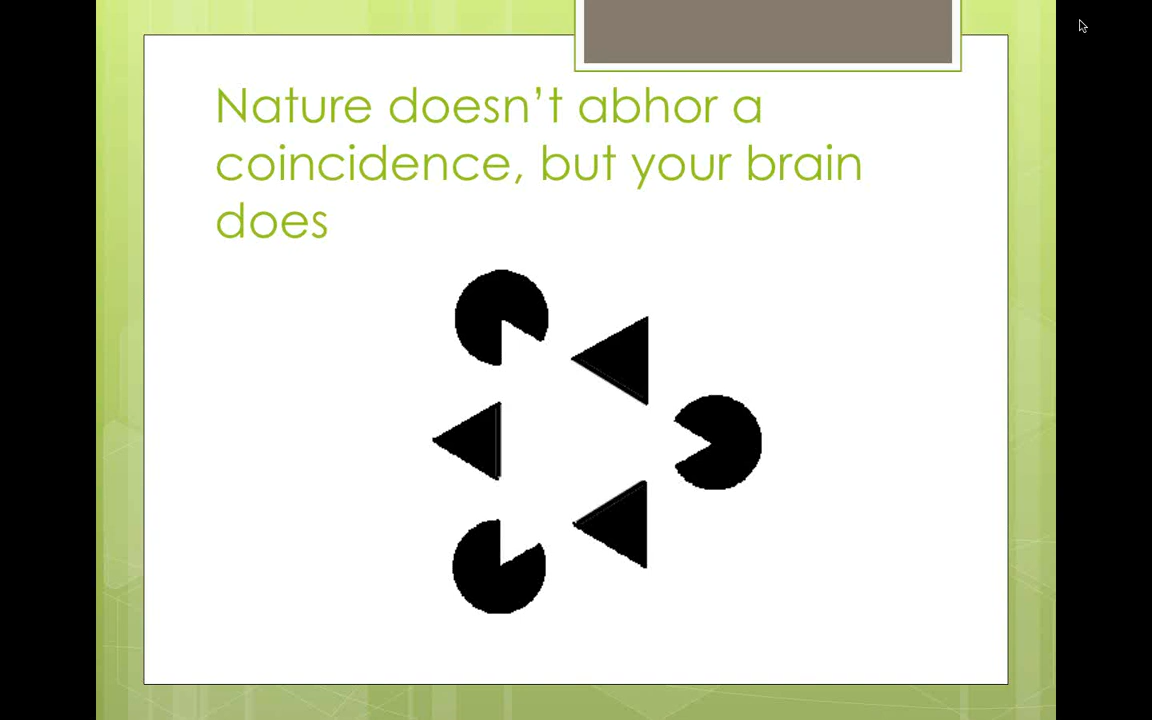 Nature doesn’t abhor a
coincidence, but your brain
does